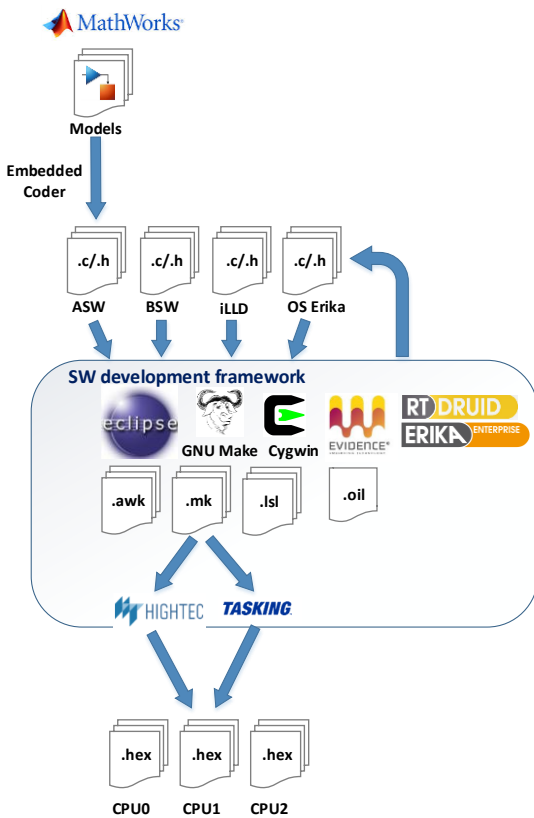 MathWorks®
Models
Embedded
Coder
.c/.h .c/.h .c/.h .c/.h
ASW BSW iLLD OS Erika
SW development framework
eclipse
GNU Make Cygwin
EVIDENCE®
RT DRUID
ERIKA ENTERPRISE
.awk .mk .lsl .oil
HIGHTEC TASKING.
.hex .hex .hex
CPU0 CPU1 CPU2